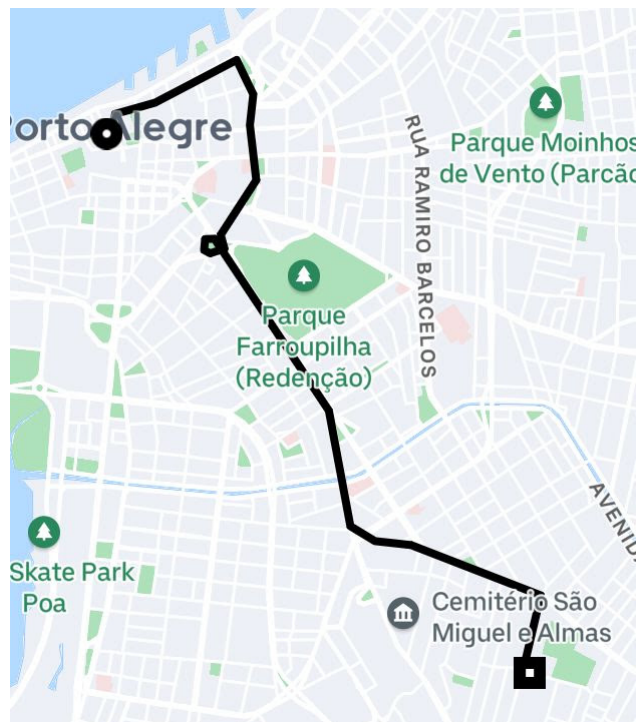 Porto Alegre
Parque Moinhos
de Vento (Parcão
RUA RAMIRO BARCELOS
Parque
Farroupilha
(Redenção)
AVENIDA
Skate Park
Poa
Cemitério São
Miguel e Almas